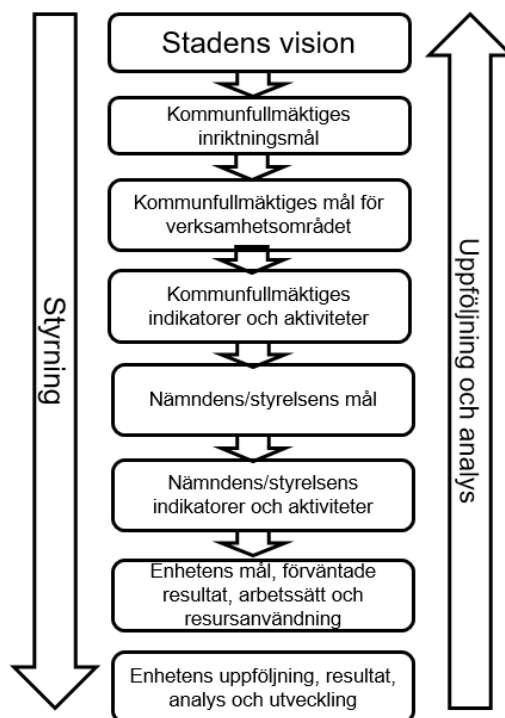 Stadens vision
Kommunfullmäktiges
inriktningsmål
Kommunfullmäktiges mål för
verksamhetsområdet
Kommunfullmäktiges
indikatorer och aktiviteter
Nämndens/styrelsens mål
Nämndens/styrelsens
indikatorer och aktiviteter
Enhetens mål, förväntade
resultat, arbetssätt och
resursanvändning
Enhetens uppföljning, resultat,
analys och utveckling
Styrning
Uppföljning och analys